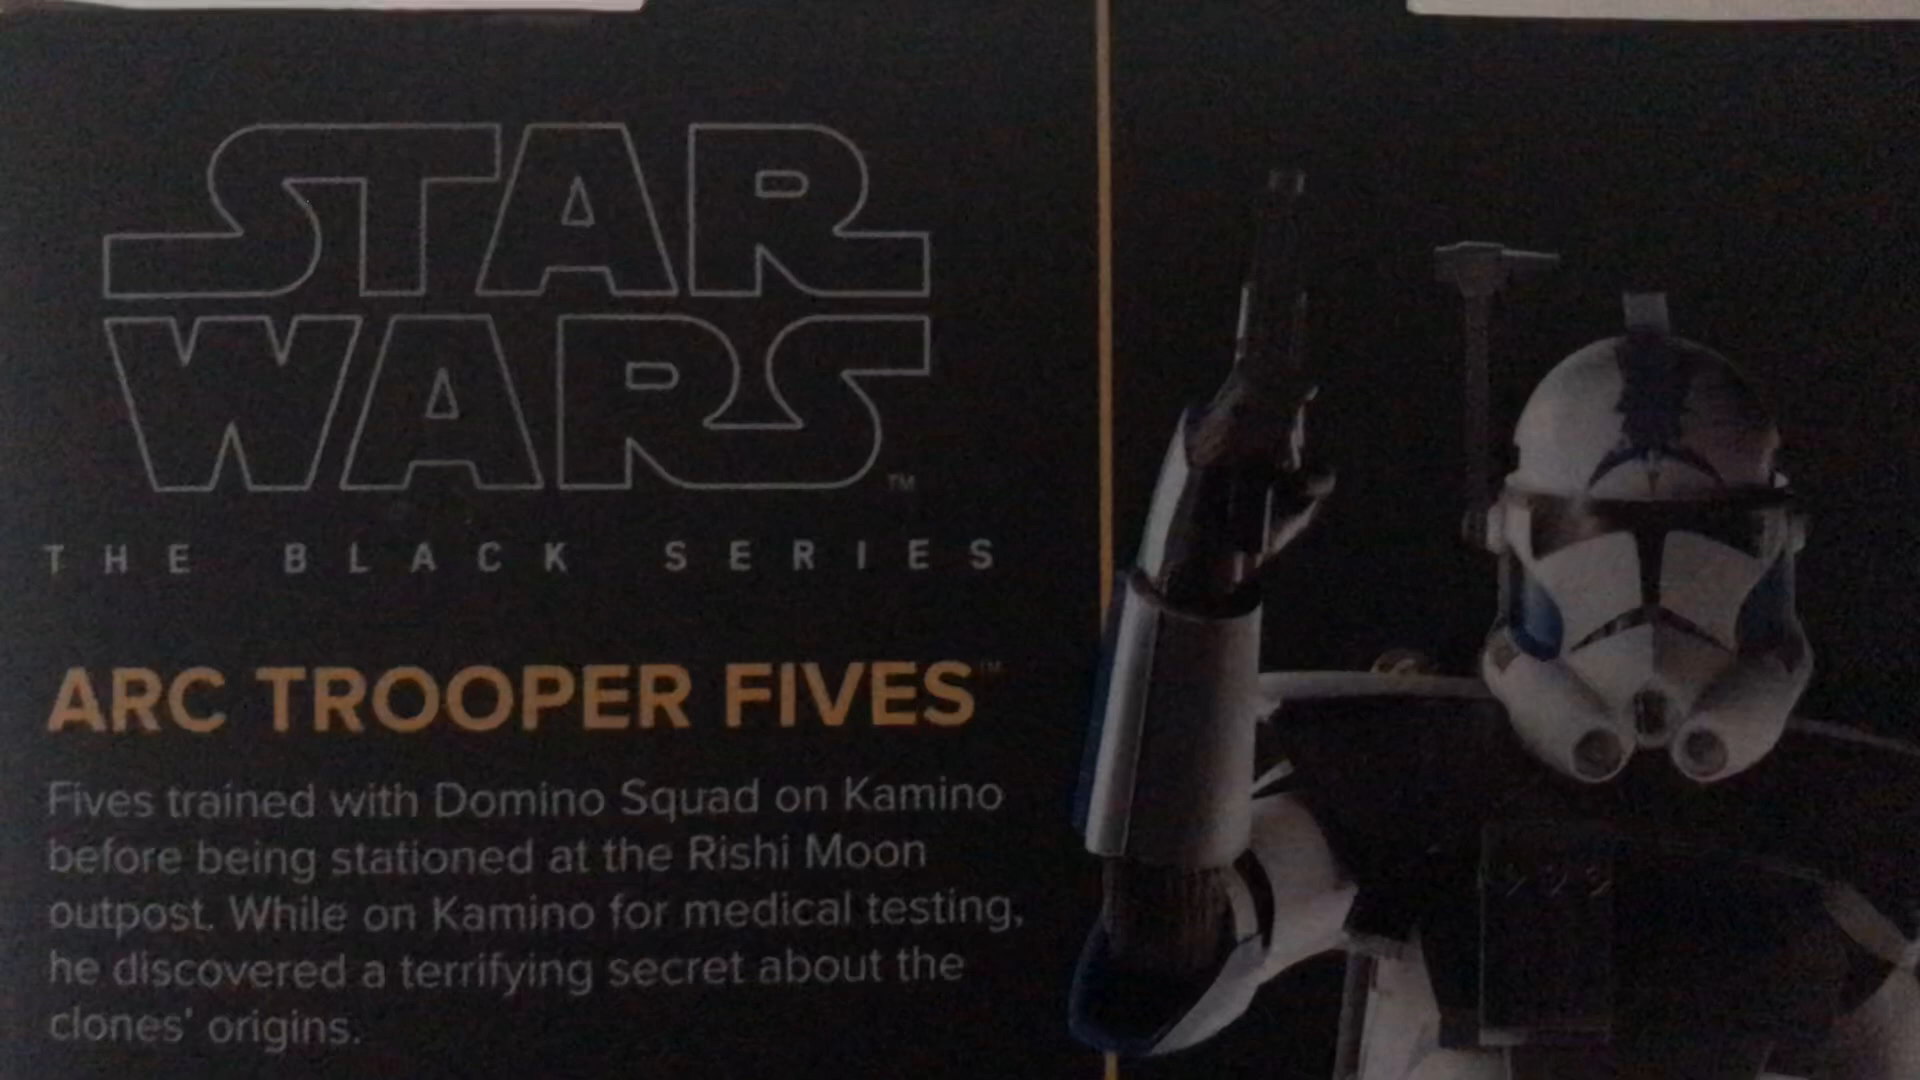 STAR
WARS™
THE BLACK SERIES
ARC TROOPER FIVES™
Fives trained with Domino Squad on Kamino
before being stationed at the Rishi Moon
outpost. While on Kamino for medical testing,
he discovered a terrifying secret about the
clones' origins.